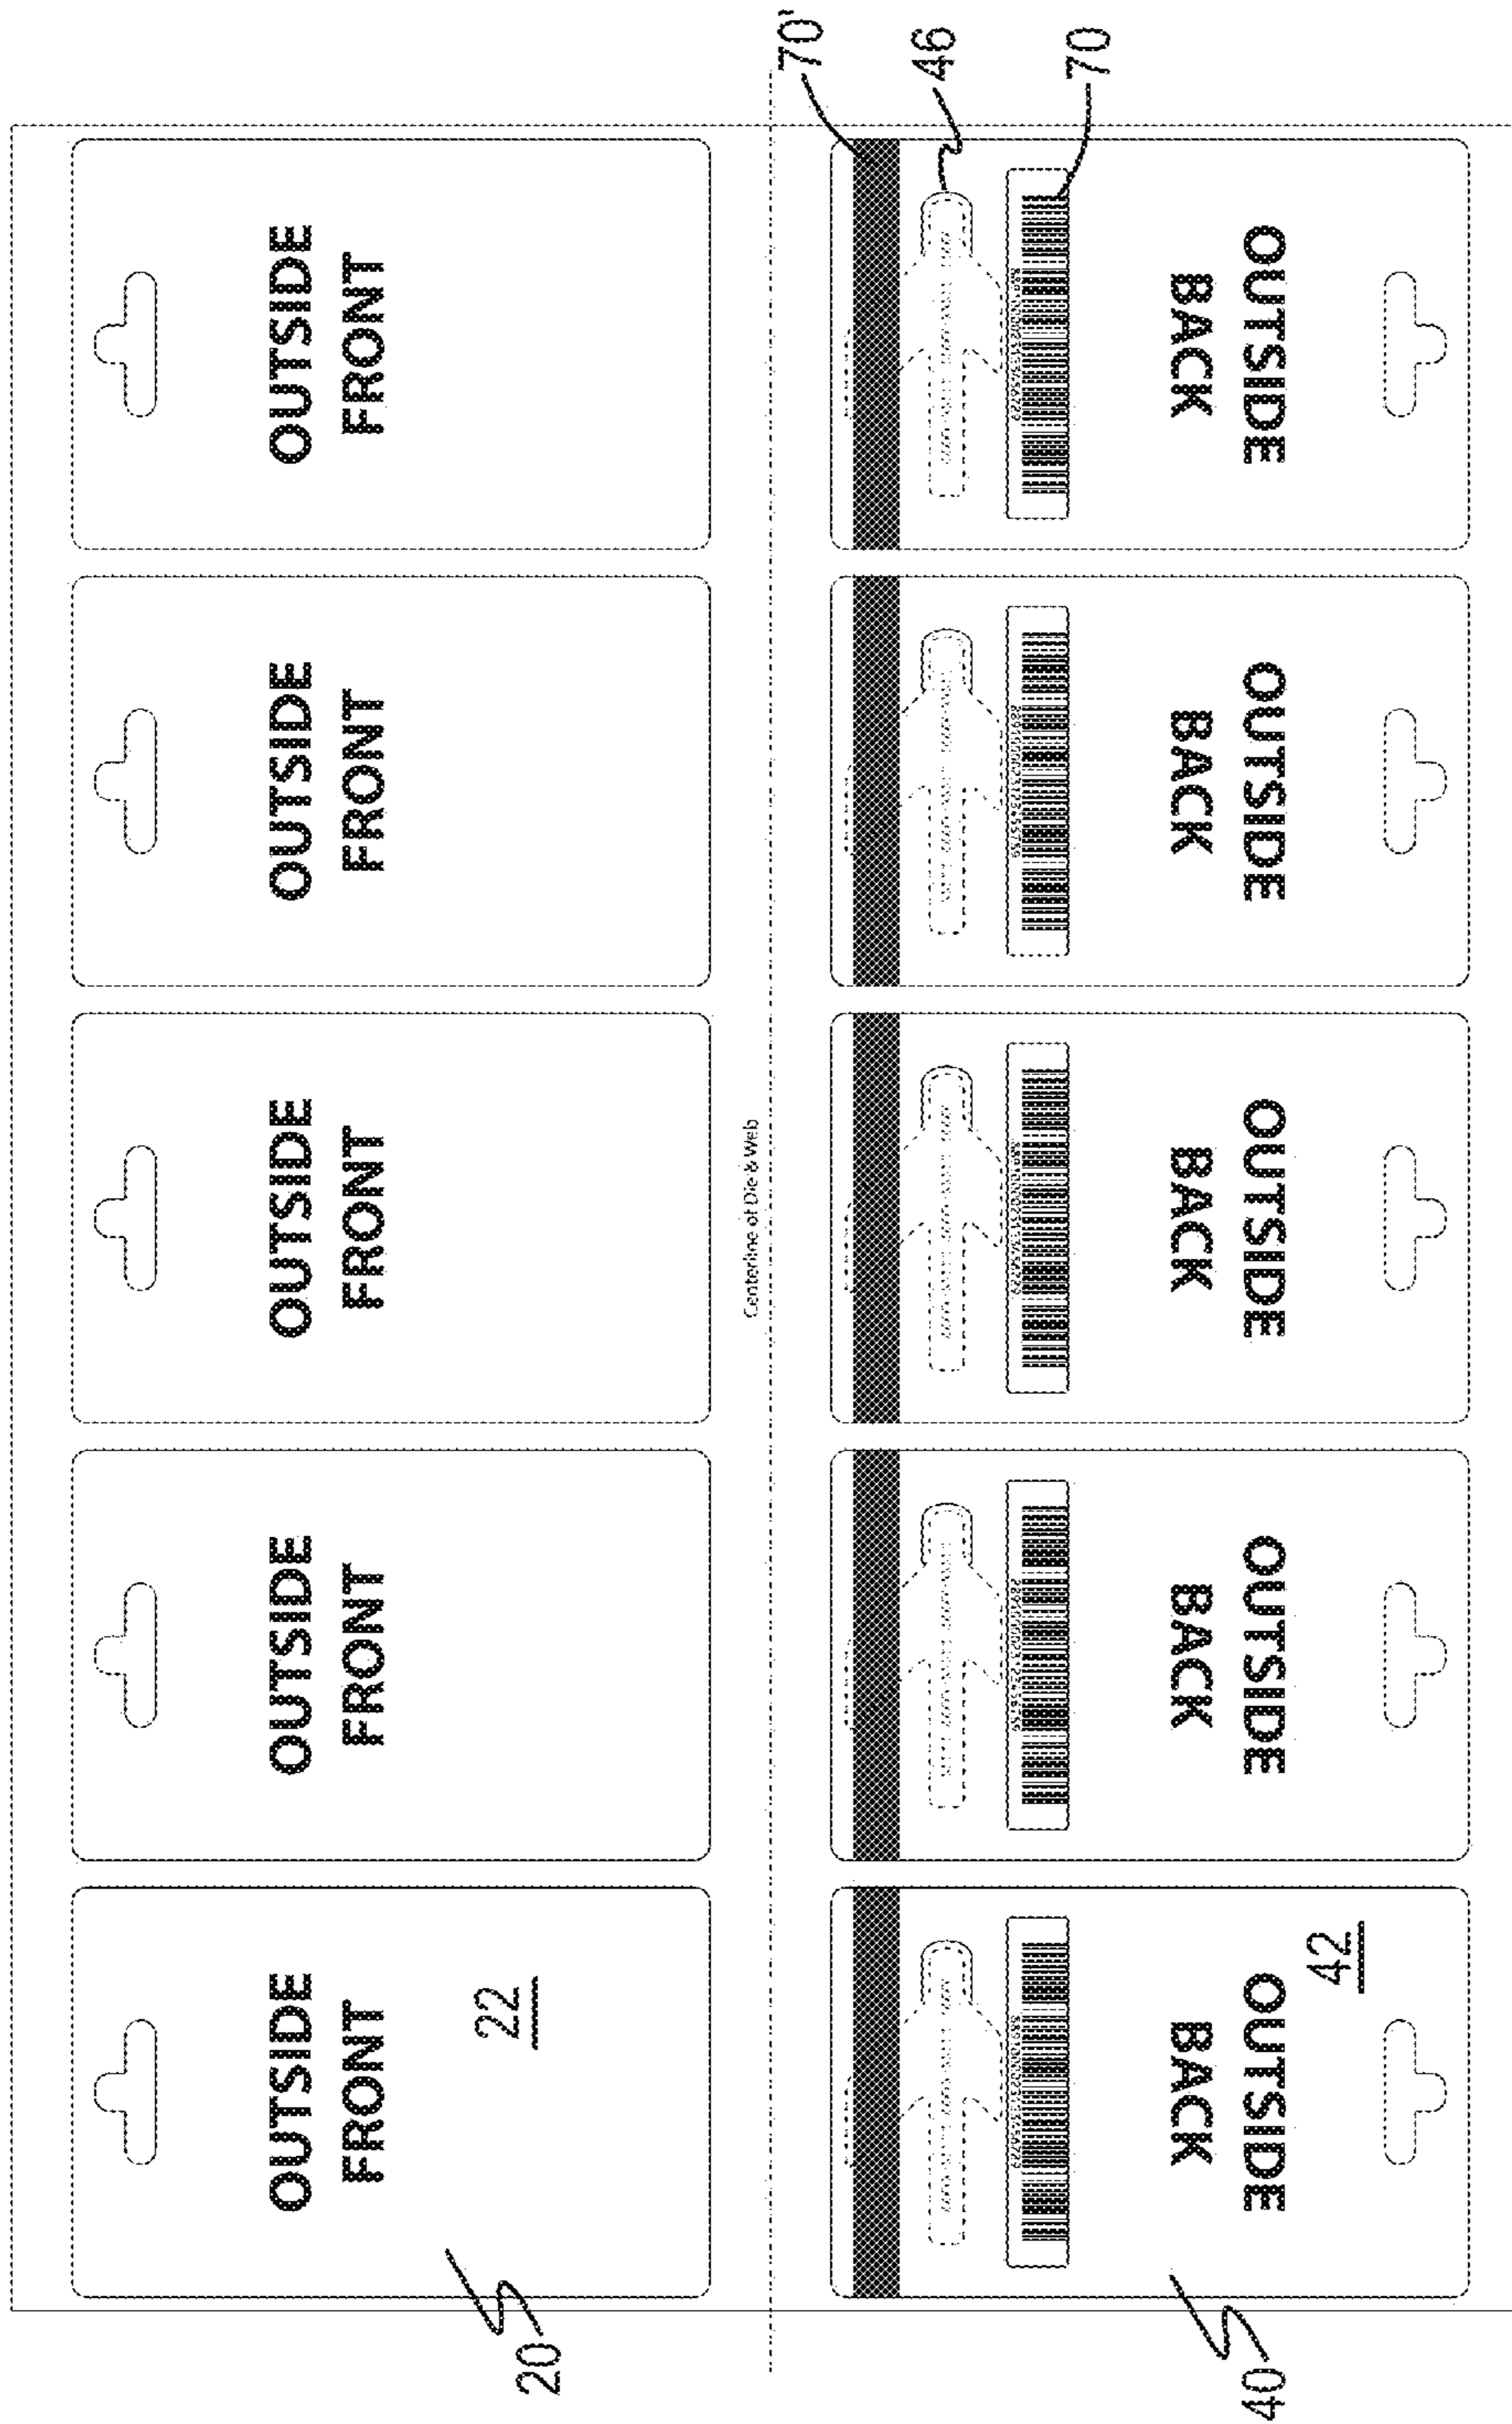 OUTSIDE
FRONT
22
20
OUTSIDE
FRONT
OUTSIDE
FRONT
OUTSIDE
FRONT
OUTSIDE
FRONT
Centerline of Die & Web
70'
46
70
OUTSIDE
BACK
42
40
OUTSIDE
BACK
OUTSIDE
BACK
OUTSIDE
BACK
OUTSIDE
BACK